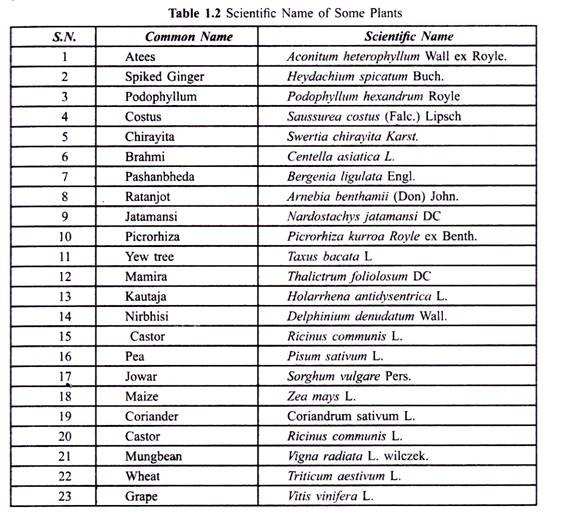 Table 1.2 Scientific Name of Some Plants
S.N. Common Name Scientific Name
1 Atees Aconitum heterophyllum Wall ex Royle.
2 Spiked Ginger Heydachium spicatum Buch.
3 Podophyllum Podophyllum hexandrum Royle
4 Costus Saussurea costus (Falc.) Lipsch
5 Chirayita Swertia chirayita Karst.
6 Brahmi Centella asiatica L.
7 Pashanbheda Bergenia ligulata Engl.
8 Ratanjot Arnebia benthamii (Don) John.
9 Jatamansi Nardostachys jatamansi DC
10 Picrorhiza Picrorhiza kurroa Royle ex Benth.
11 Yew tree Taxus bacata L
12 Mamira Thalictrum foliolosum DC
13 Kautaja Holarrhena antidysentrica L.
14 Nirbhisi Delphinium denudatum Wall.
15 Castor Ricinus communis L.
16 Pea Pisum sativum L.
17 Jowar Sorghum vulgare Pers.
18 Maize Zea mays L.
19 Coriander Coriandrum sativum L.
20 Castor Ricinus communis L.
21 Mungbean Vigna radiata L. wilczek.
22 Wheat Triticum aestivum L.
23 Grape Vitis vinifera L.